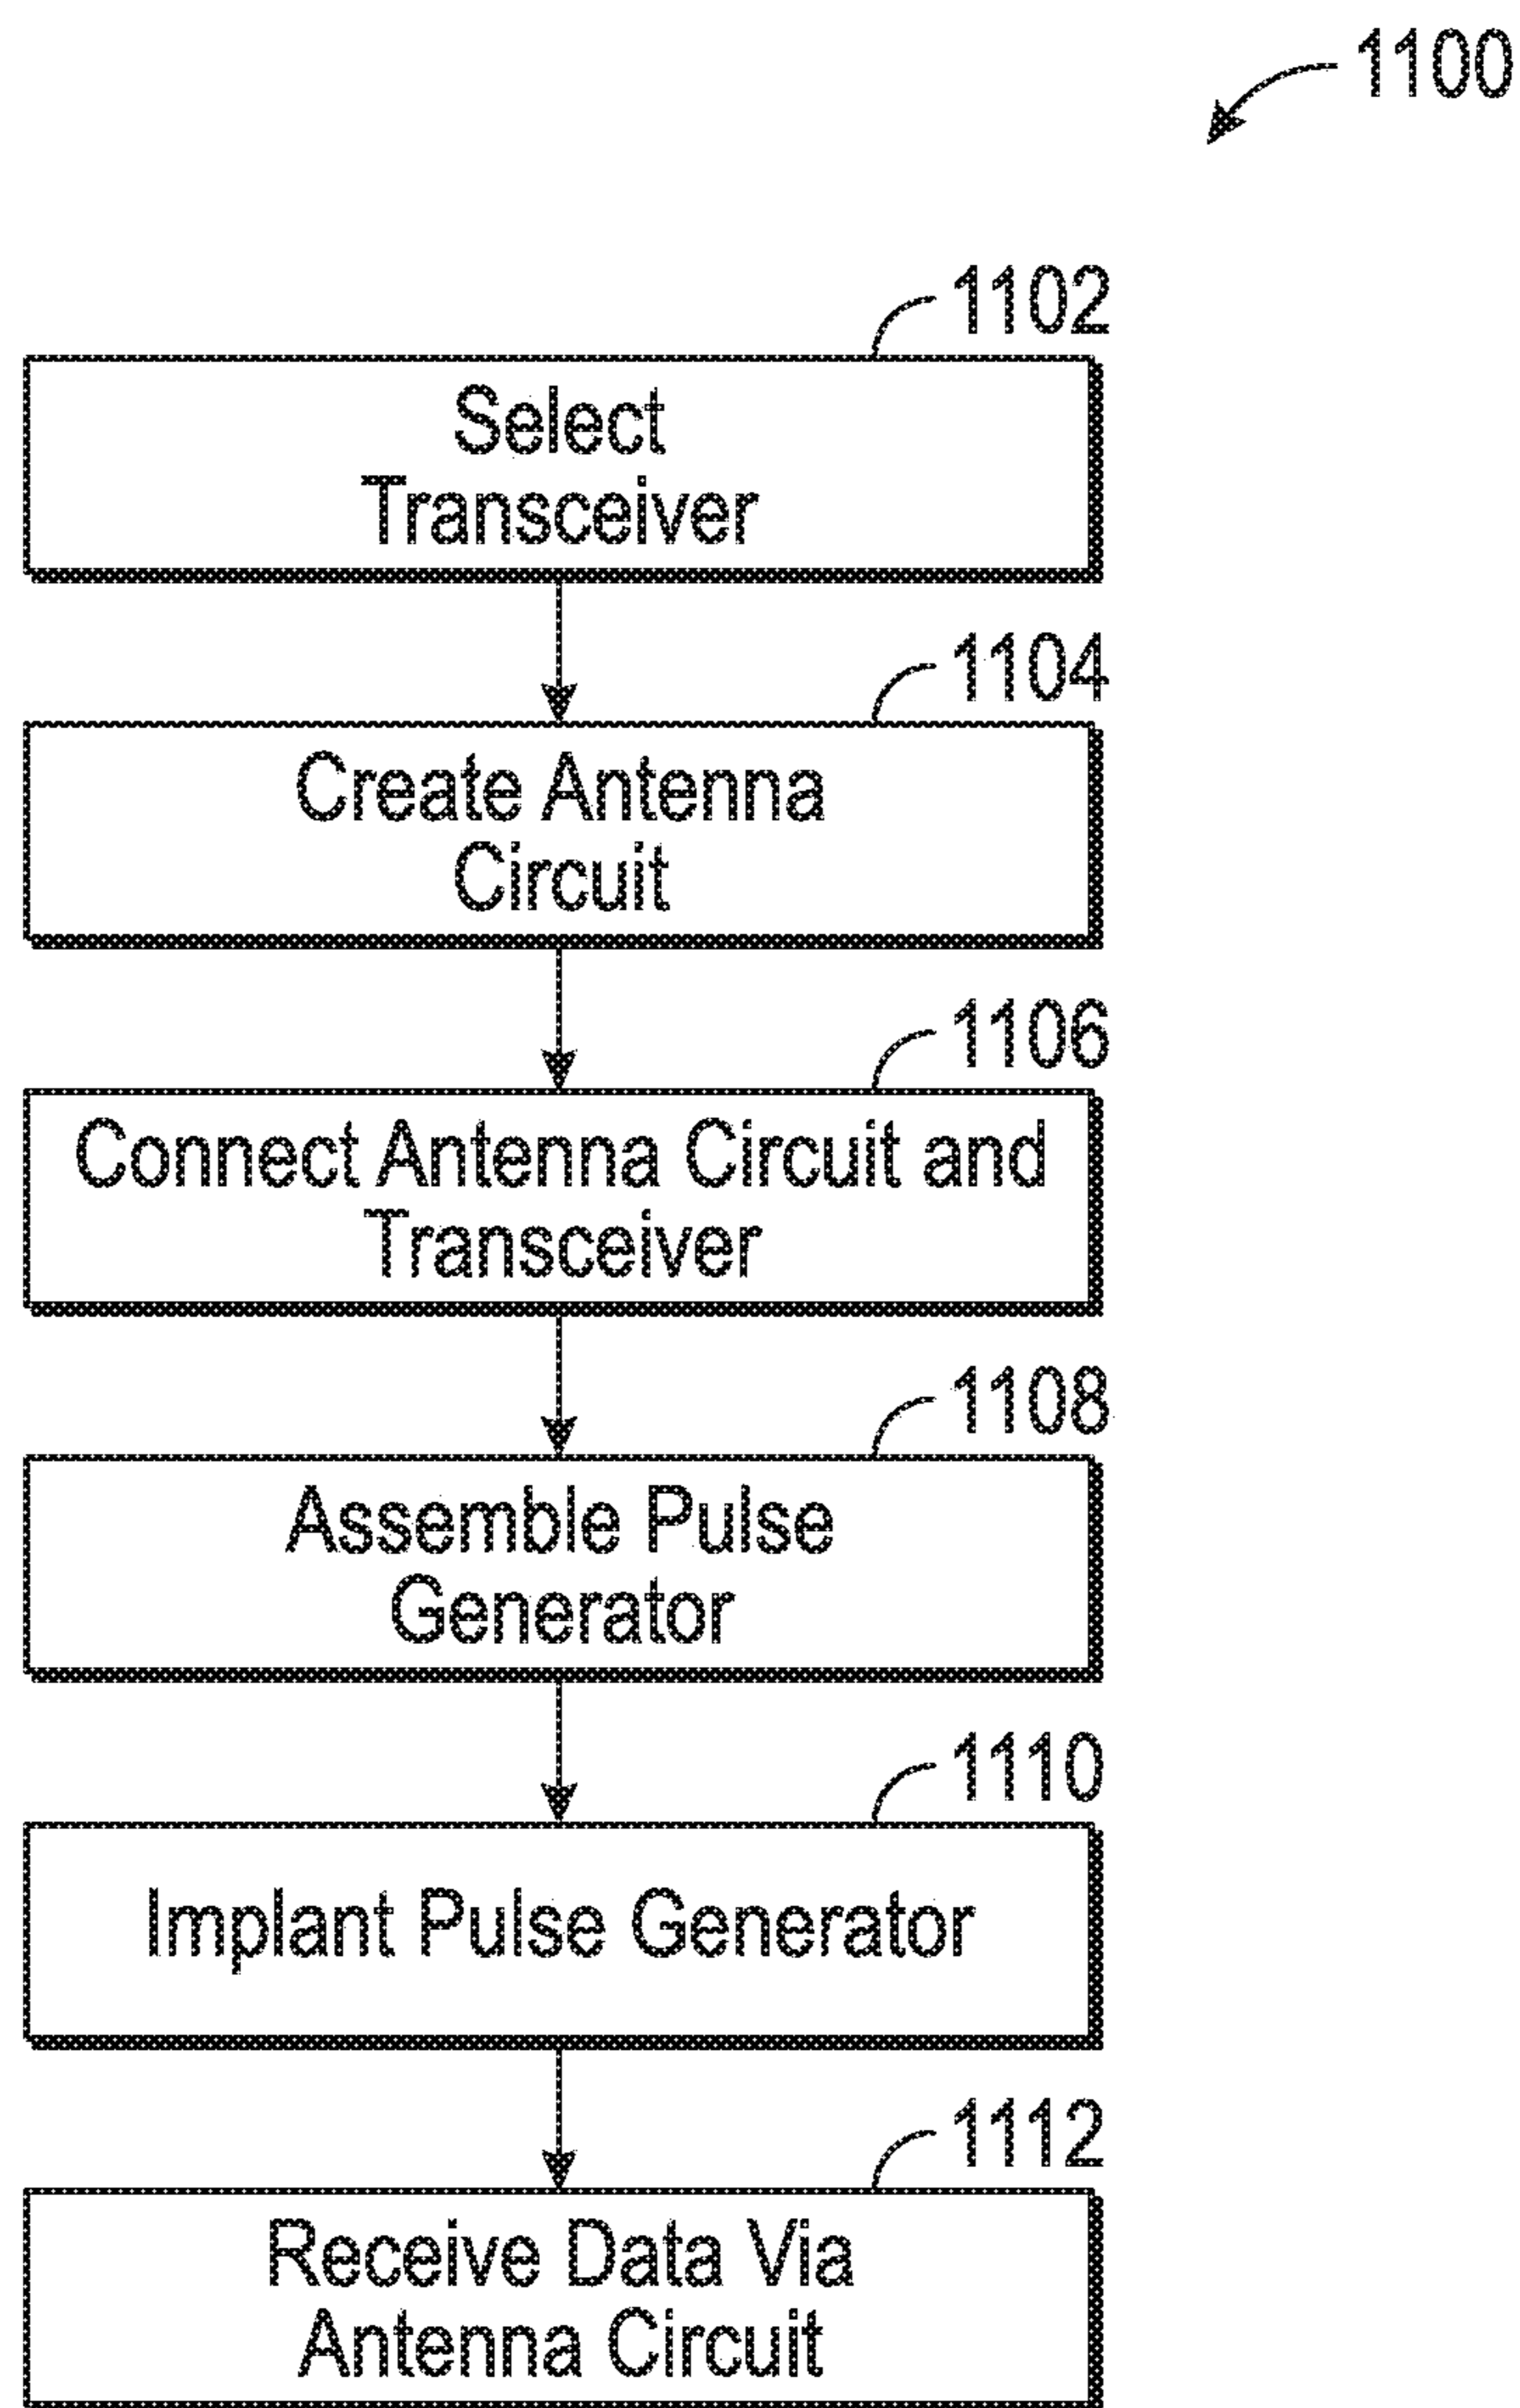 1100
1102
Select
Transceiver
1104
Create Antenna
Circuit
1106
Connect Antenna Circuit and
Transceiver
1108
Assemble Pulse
Generator
1110
Implant Pulse Generator
1112
Receive Data Via
Antenna Circuit